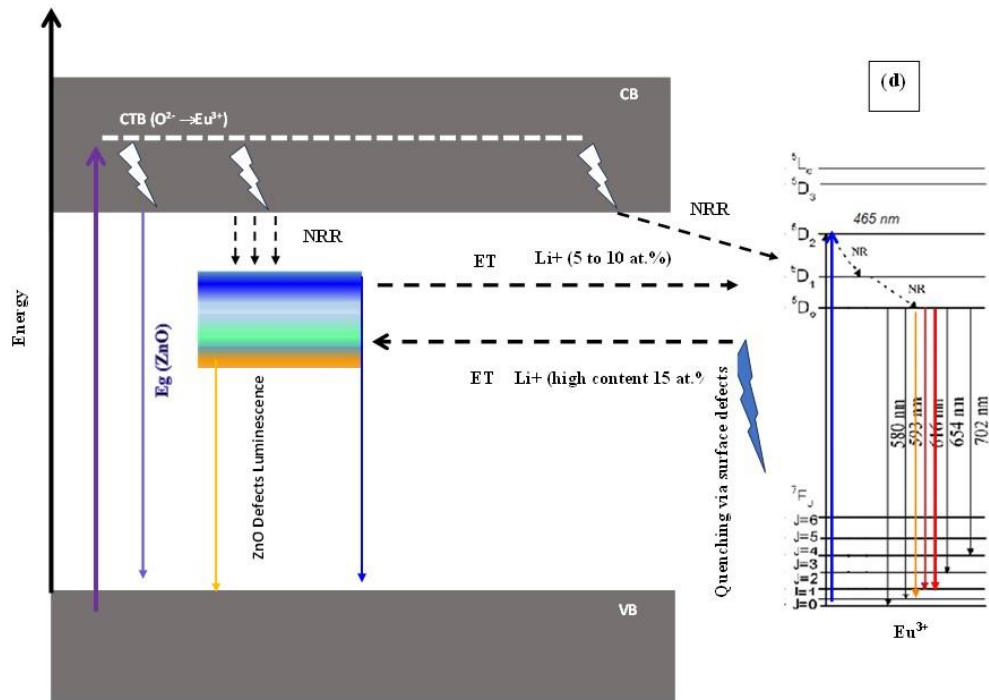 (d)
CB
CTB (O²⁻ →Eu³⁺)
NRR
NRR
Energy
Eg (ZnO)
ZnO Defects Luminescence
ET Li+ (5 to 10 at.%)
ET Li+ (high content 15 at.%
Quenching via surface defects
VB
⁵D₃
465 nm
⁵D₂
NR
⁵D₁
NR
⁵D₀
580 nm
593 nm
616 nm
654 nm
702 nm
⁷F_J
J=6
J=5
J=4
J=3
J=2
J=1
J=0
Eu³⁺